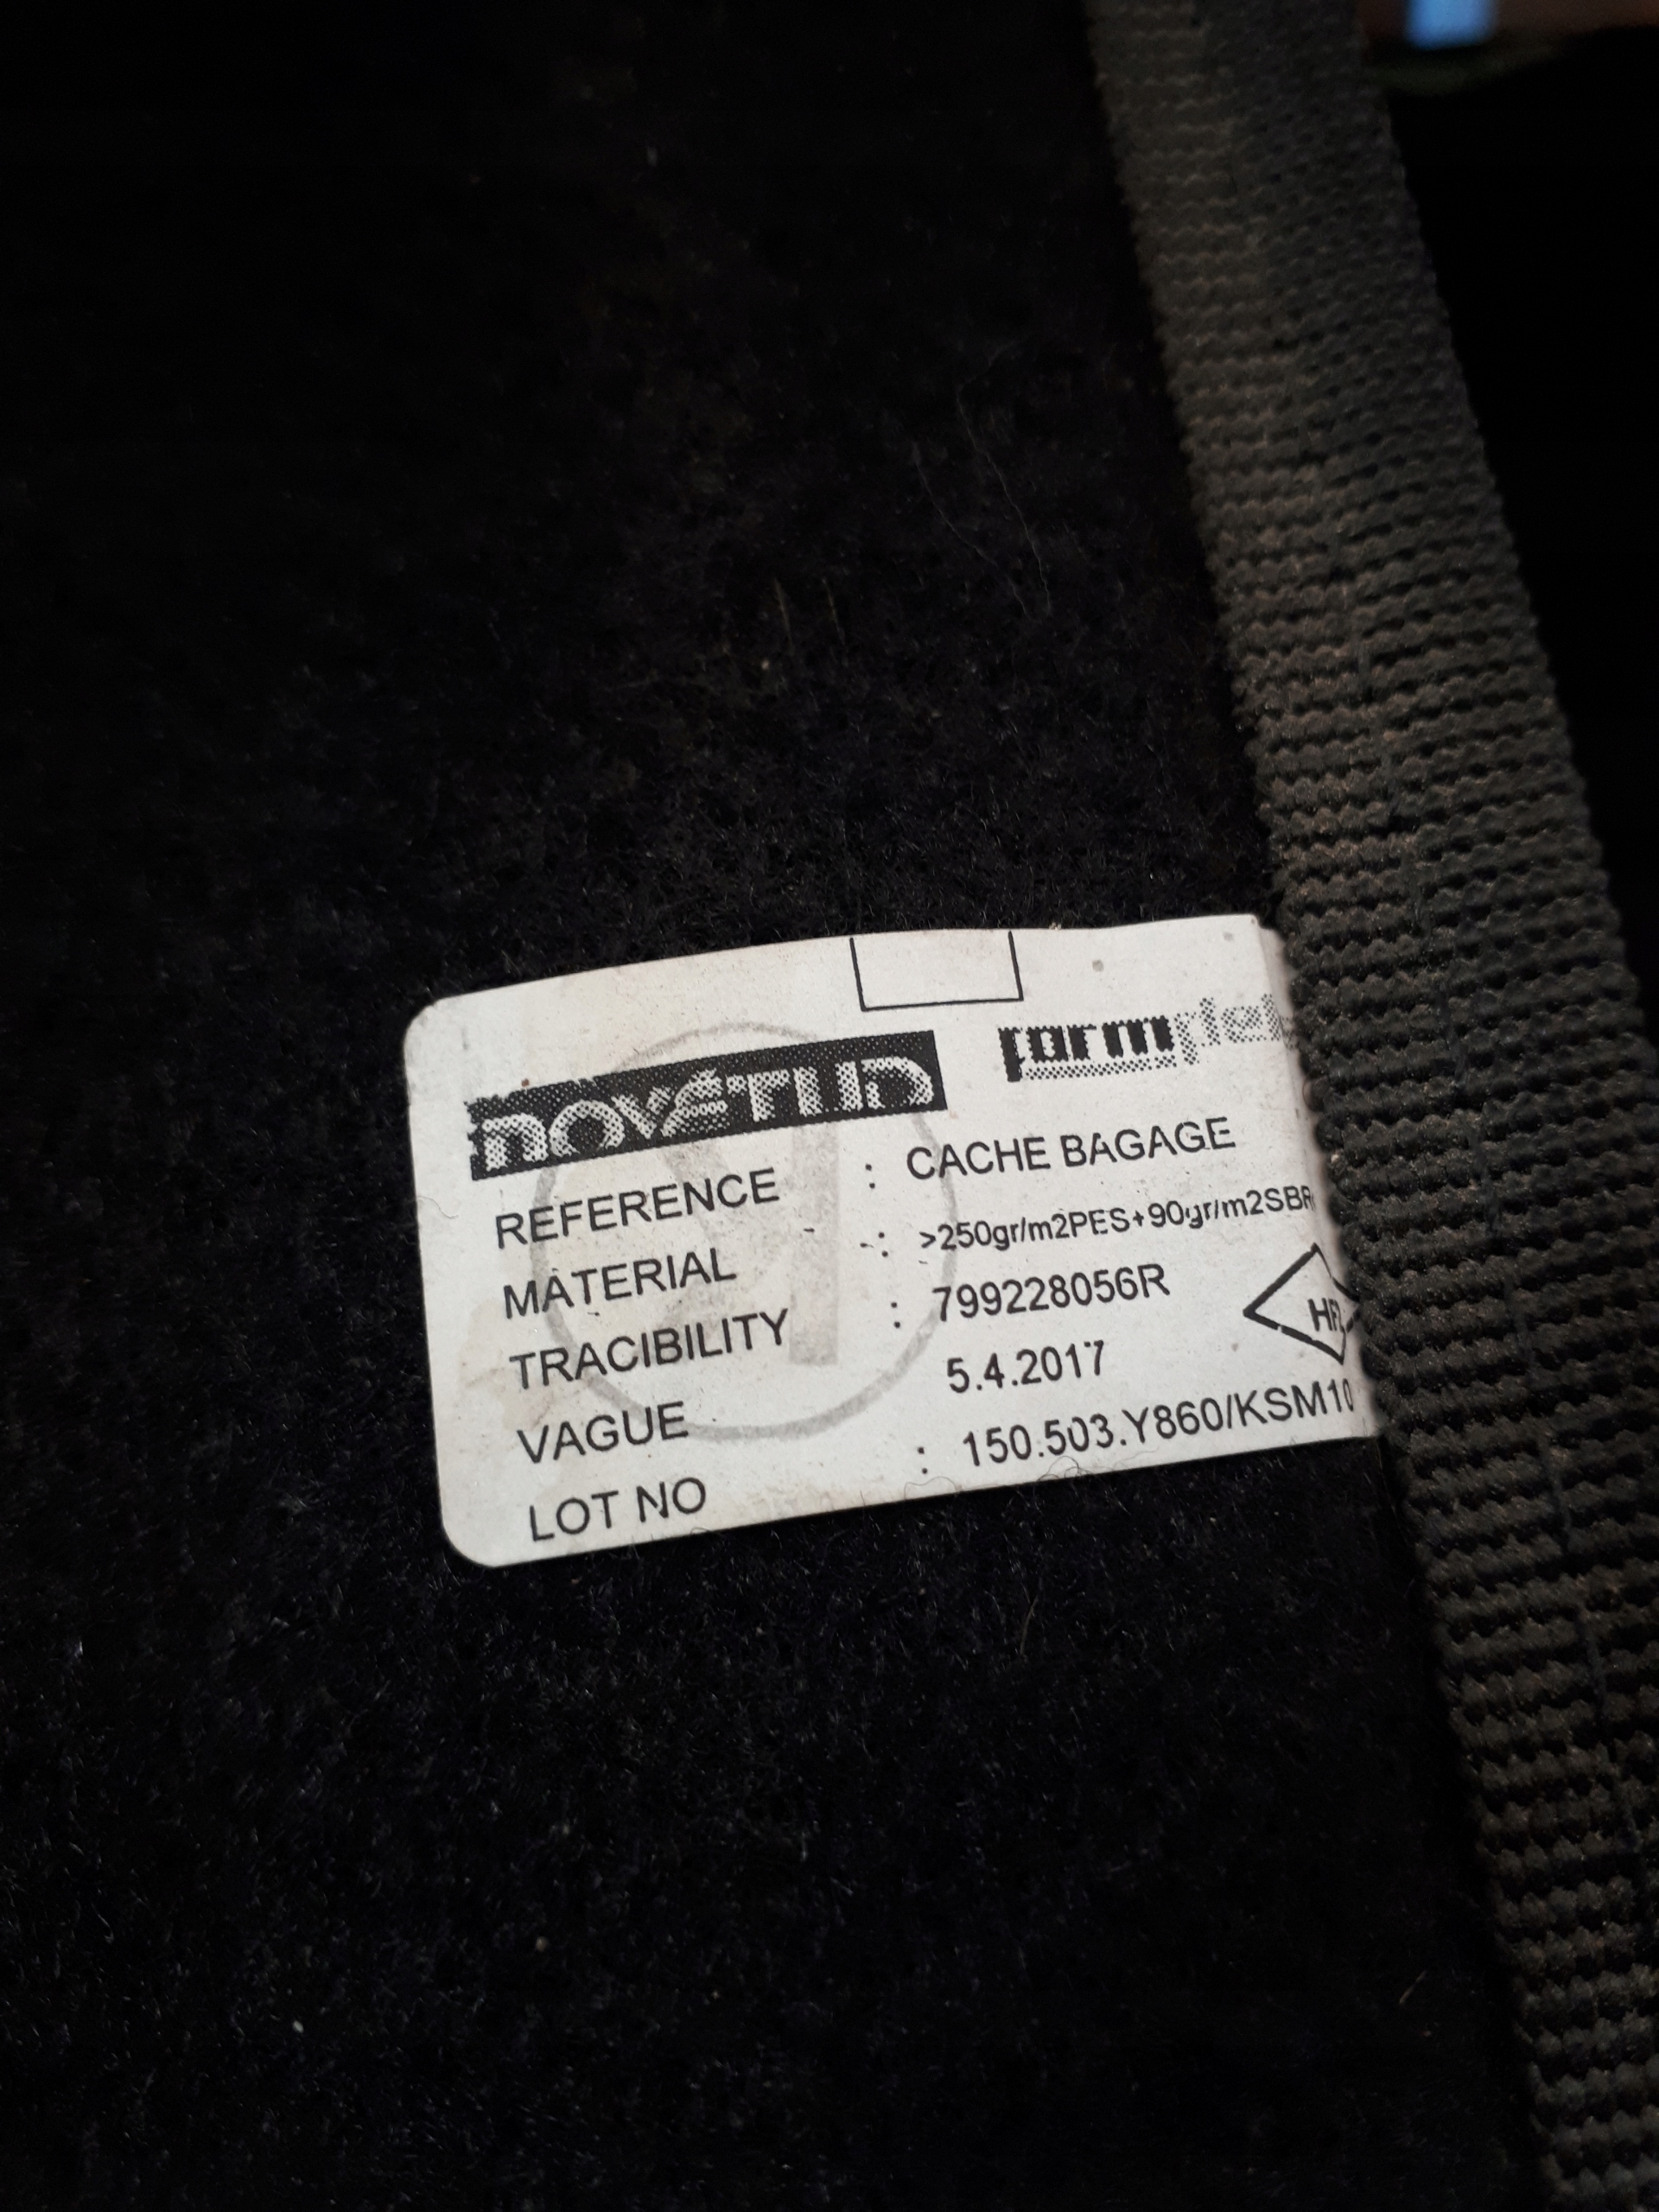 novétud
REFERENCE : CACHE BAGAGE
MATERIAL : >250gr/m2PES+90gr/m2SBR
TRACIBILITY : 799228056R
VAGUE 5.4.2017
LOT NO : 150.503.Y860/KSM10